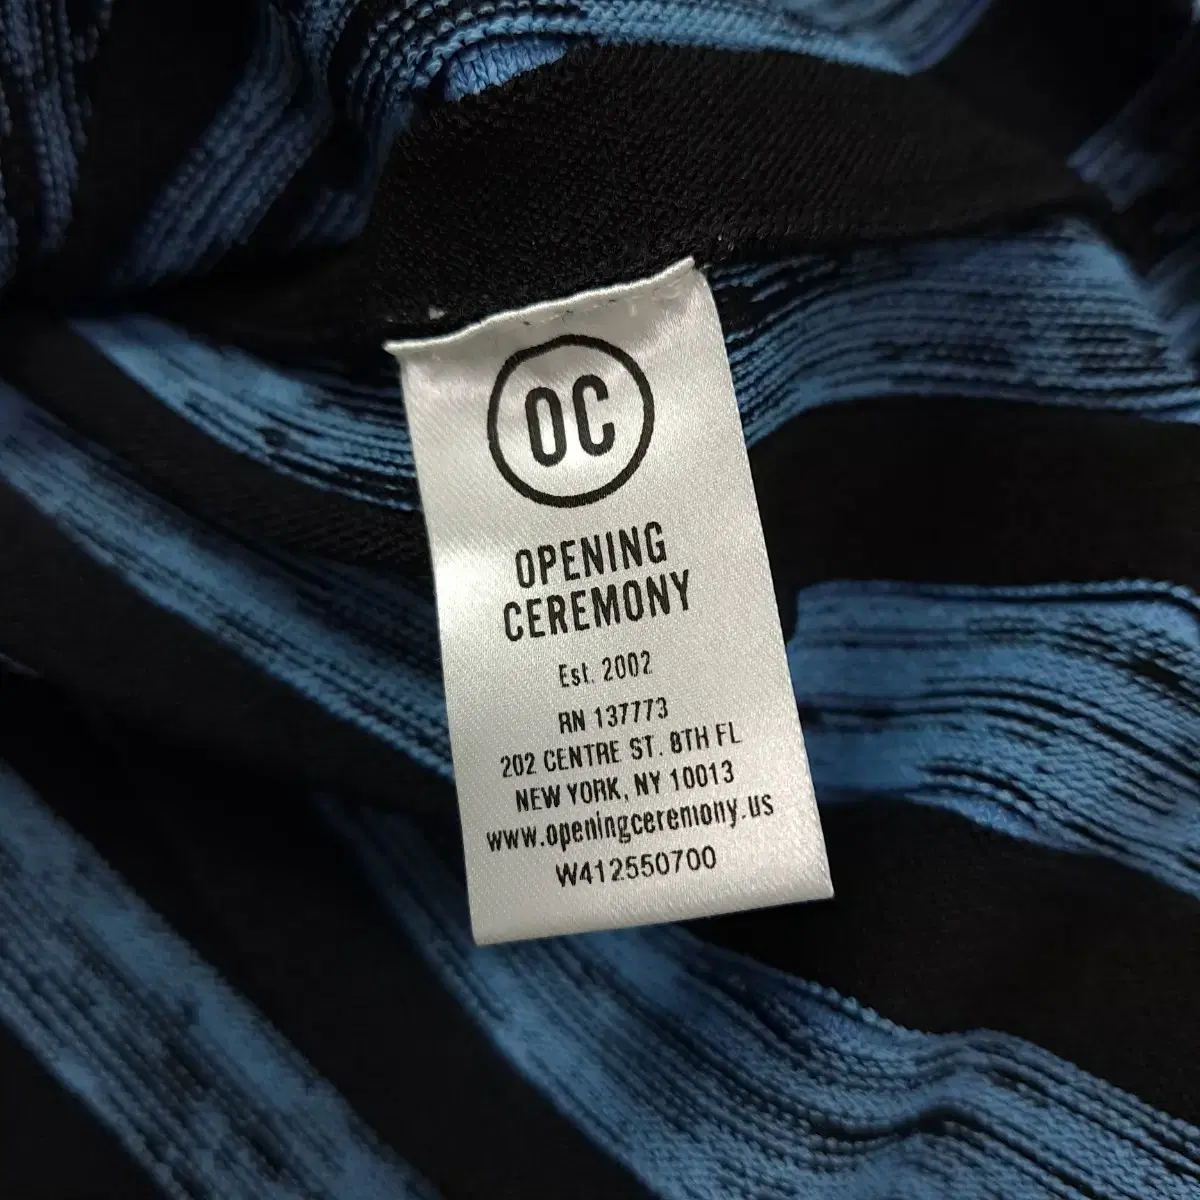 OC
OPENING
CEREMONY
Est. 2002
RN 137773
202 CENTRE ST. 8TH FL
NEW YORK, NY 10013
www.openingceremony.us
W412550700